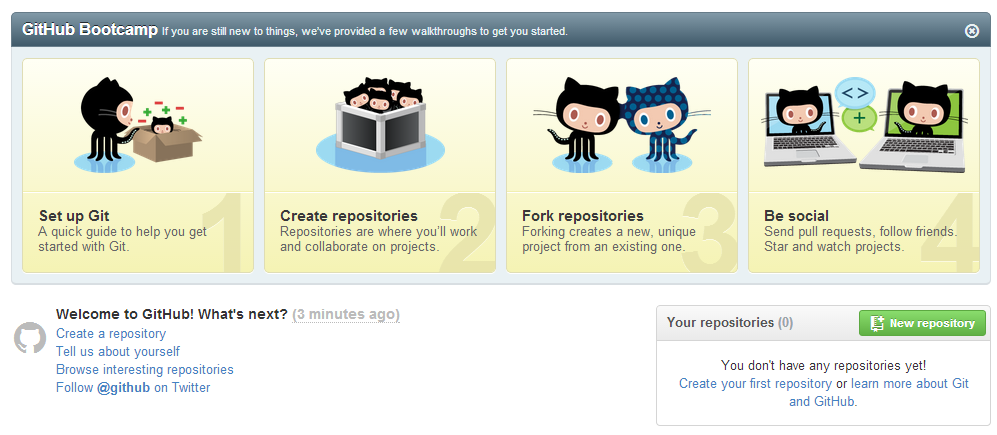 GitHub Bootcamp If you are still new to things, we've provided a few walkthroughs to get you started.
<>
+
1
Set up Git
A quick guide to help you get
started with Git.
2
Create repositories
Repositories are where you'll work
and collaborate on projects.
3
Fork repositories
Forking creates a new, unique
project from an existing one.
4
Be social
Send pull requests, follow friends.
Star and watch projects.
Welcome to GitHub! What's next? (3 minutes ago)
Create a repository
Tell us about yourself
Browse interesting repositories
Follow @github on Twitter
Your repositories (0)
New repository
You don't have any repositories yet!
Create your first repository or learn more about Git
and GitHub.